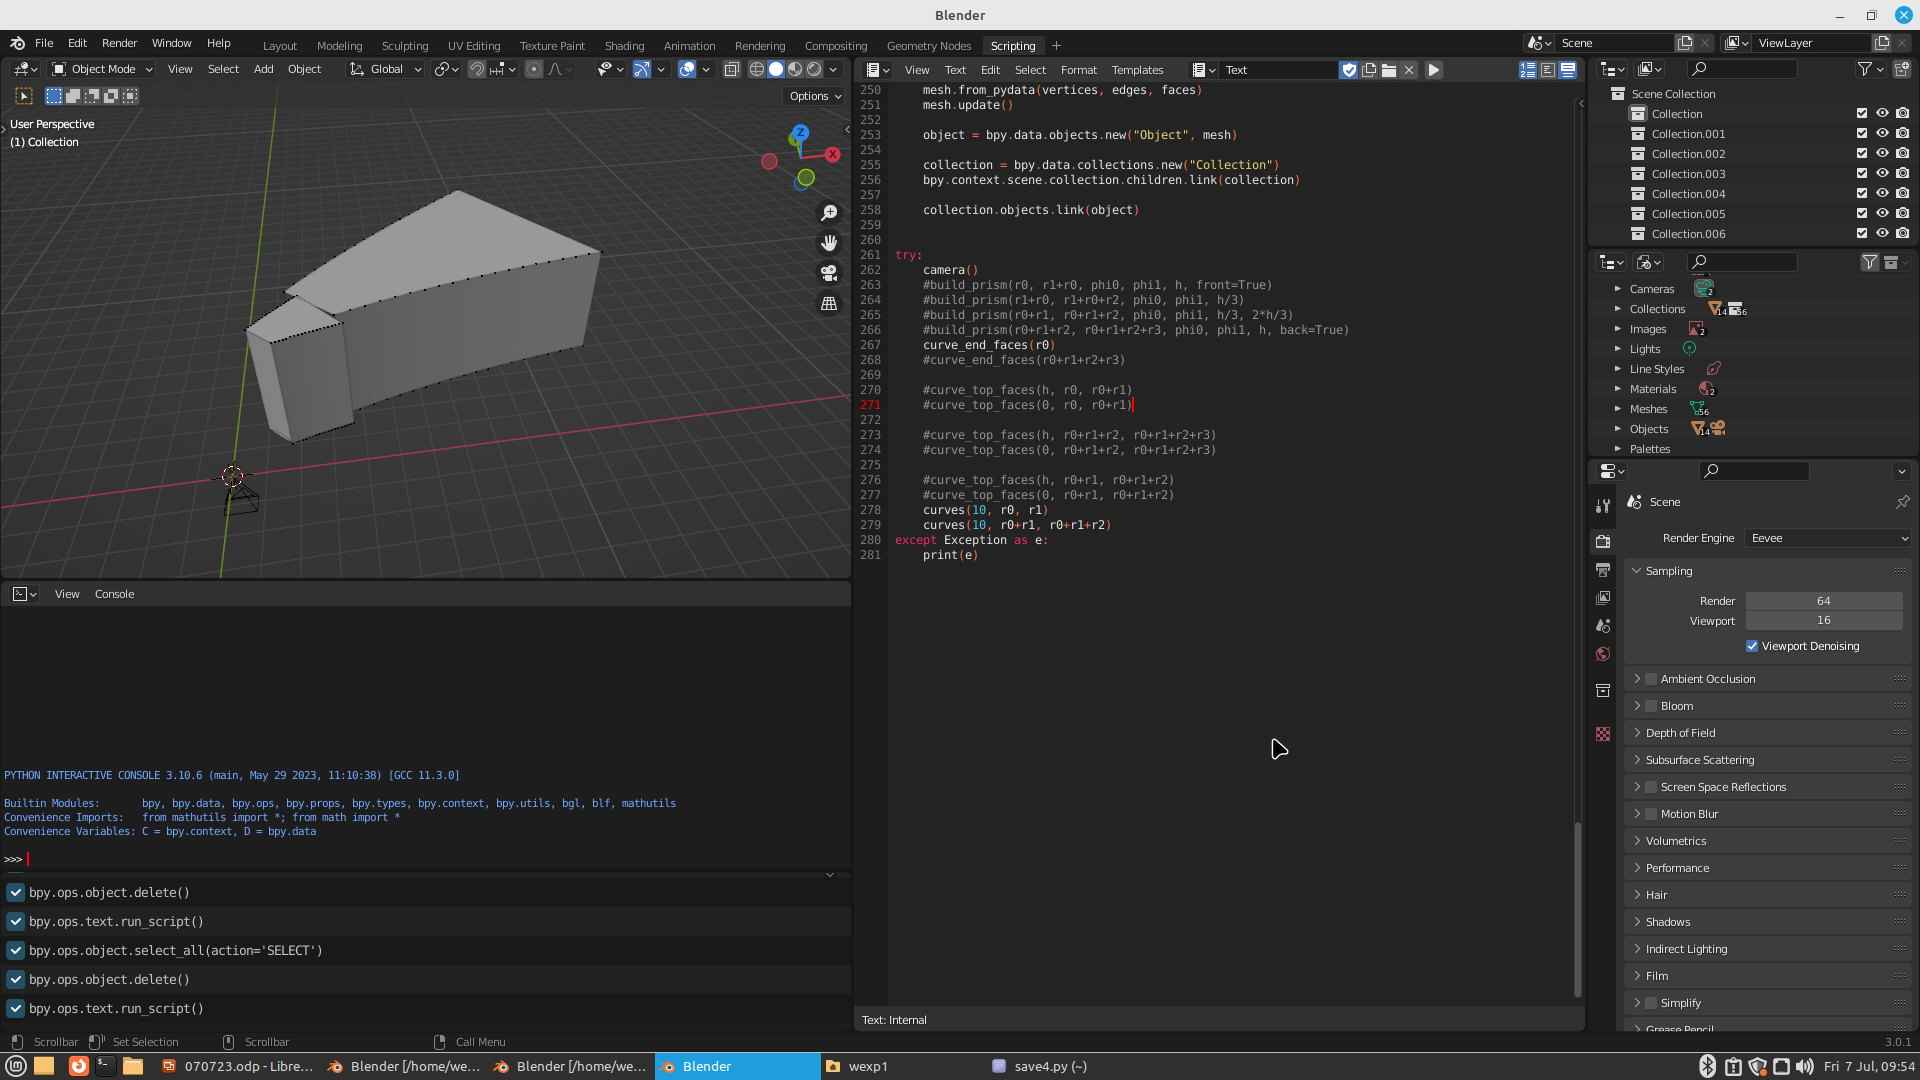 Blender
File Edit Render Window Help
Layout Modeling Sculpting UV Editing Texture Paint Shading Animation Rendering Compositing Geometry Nodes Scripting +
Scene
ViewLayer
Object Mode View Select Add Object Global
Options
User Perspective
(1) Collection
Z
X
View Text Edit Select Format Templates Text
250 mesh.from_pydata(vertices, edges, faces)
251 mesh.update()
252
253 object = bpy.data.objects.new("Object", mesh)
254
255 collection = bpy.data.collections.new("Collection")
256 bpy.context.scene.collection.children.link(collection)
257
258 collection.objects.link(object)
259
260
261 try:
262 camera()
263 #build_prism(r0, r1+r0, phi0, phi1, h, front=True)
264 #build_prism(r1+r0, r1+r0+r2, phi0, phi1, h/3)
265 #build_prism(r0+r1, r0+r1+r2, phi0, phi1, h/3, 2*h/3)
266 #build_prism(r0+r1+r2, r0+r1+r2+r3, phi0, phi1, h, back=True)
267 curve_end_faces(r0)
268 #curve_end_faces(r0+r1+r2+r3)
269
270 #curve_top_faces(h, r0, r0+r1)
271 #curve_top_faces(0, r0, r0+r1)
272
273 #curve_top_faces(h, r0+r1+r2, r0+r1+r2+r3)
274 #curve_top_faces(0, r0+r1+r2, r0+r1+r2+r3)
275
276 #curve_top_faces(h, r0+r1, r0+r1+r2)
277 #curve_top_faces(0, r0+r1, r0+r1+r2)
278 curves(10, r0, r1)
279 curves(10, r0+r1, r0+r1+r2)
280 except Exception as e:
281 print(e)
Text: Internal
View Console
PYTHON INTERACTIVE CONSOLE 3.10.6 (main, May 29 2023, 11:10:38) [GCC 11.3.0]
Builtin Modules: bpy, bpy.data, bpy.ops, bpy.props, bpy.types, bpy.context, bpy.utils, bgl, blf, mathutils
Convenience Imports: from mathutils import *; from math import *
Convenience Variables: C = bpy.context, D = bpy.data
>>>
bpy.ops.object.delete()
bpy.ops.text.run_script()
bpy.ops.object.select_all(action='SELECT')
bpy.ops.object.delete()
bpy.ops.text.run_script()
Scene Collection
Collection
Collection.001
Collection.002
Collection.003
Collection.004
Collection.005
Collection.006
Cameras 2
Collections 14 56
Images 2
Lights
Line Styles
Materials 2
Meshes 56
Objects 14
Palettes
Scene
Render Engine Eevee
Sampling
Render 64
Viewport 16
Viewport Denoising
Ambient Occlusion
Bloom
Depth of Field
Subsurface Scattering
Screen Space Reflections
Motion Blur
Volumetrics
Performance
Hair
Shadows
Indirect Lighting
Film
Simplify
Grease Pencil
Scrollbar Set Selection Scrollbar Call Menu
3.0.1
070723.odp - Libre... Blender [/home/we... Blender [/home/we... Blender wexp1 save4.py (~) Fri 7 Jul, 09:54